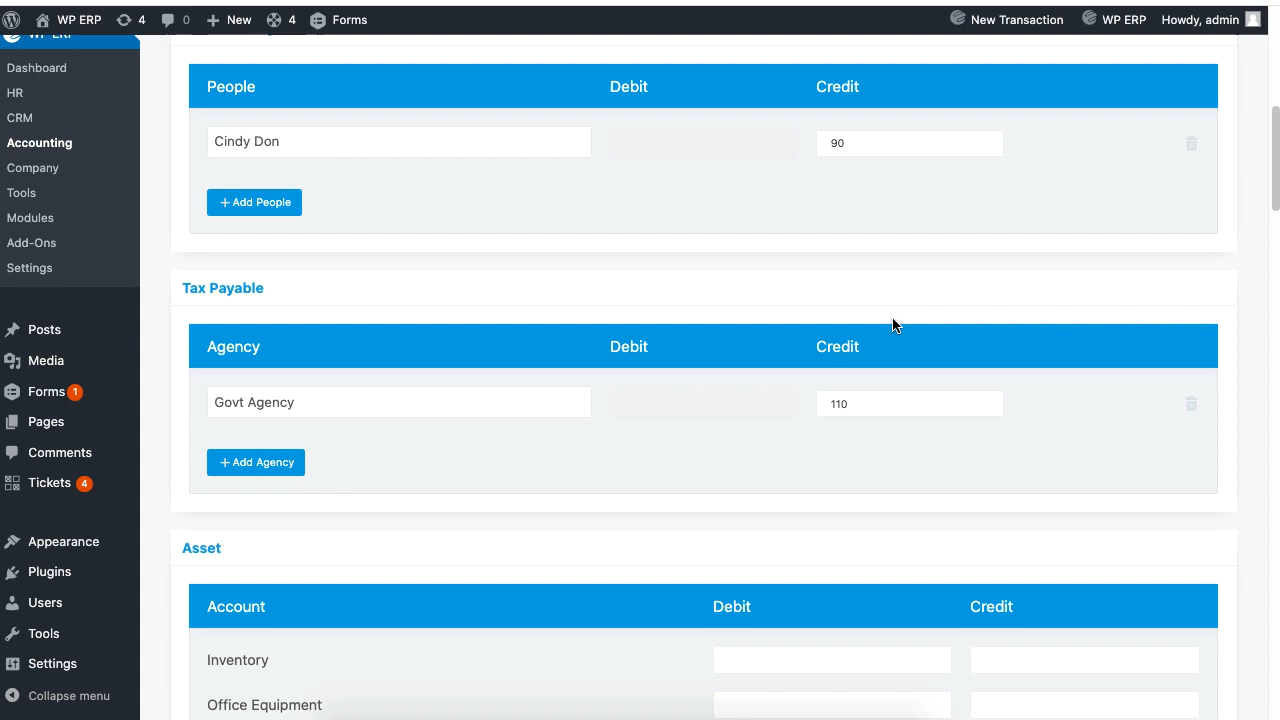 WP ERP 4 0 New 4 Forms New Transaction WP ERP Howdy, admin
WP ERP
Dashboard
HR
CRM
Accounting
Company
Tools
Modules
Add-Ons
Settings
Posts
Media
Forms 1
Pages
Comments
Tickets 4
Appearance
Plugins
Users
Tools
Settings
Collapse menu
People Debit Credit
Cindy Don 90
+ Add People
Tax Payable
Agency Debit Credit
Govt Agency 110
+ Add Agency
Asset
Account Debit Credit
Inventory
Office Equipment